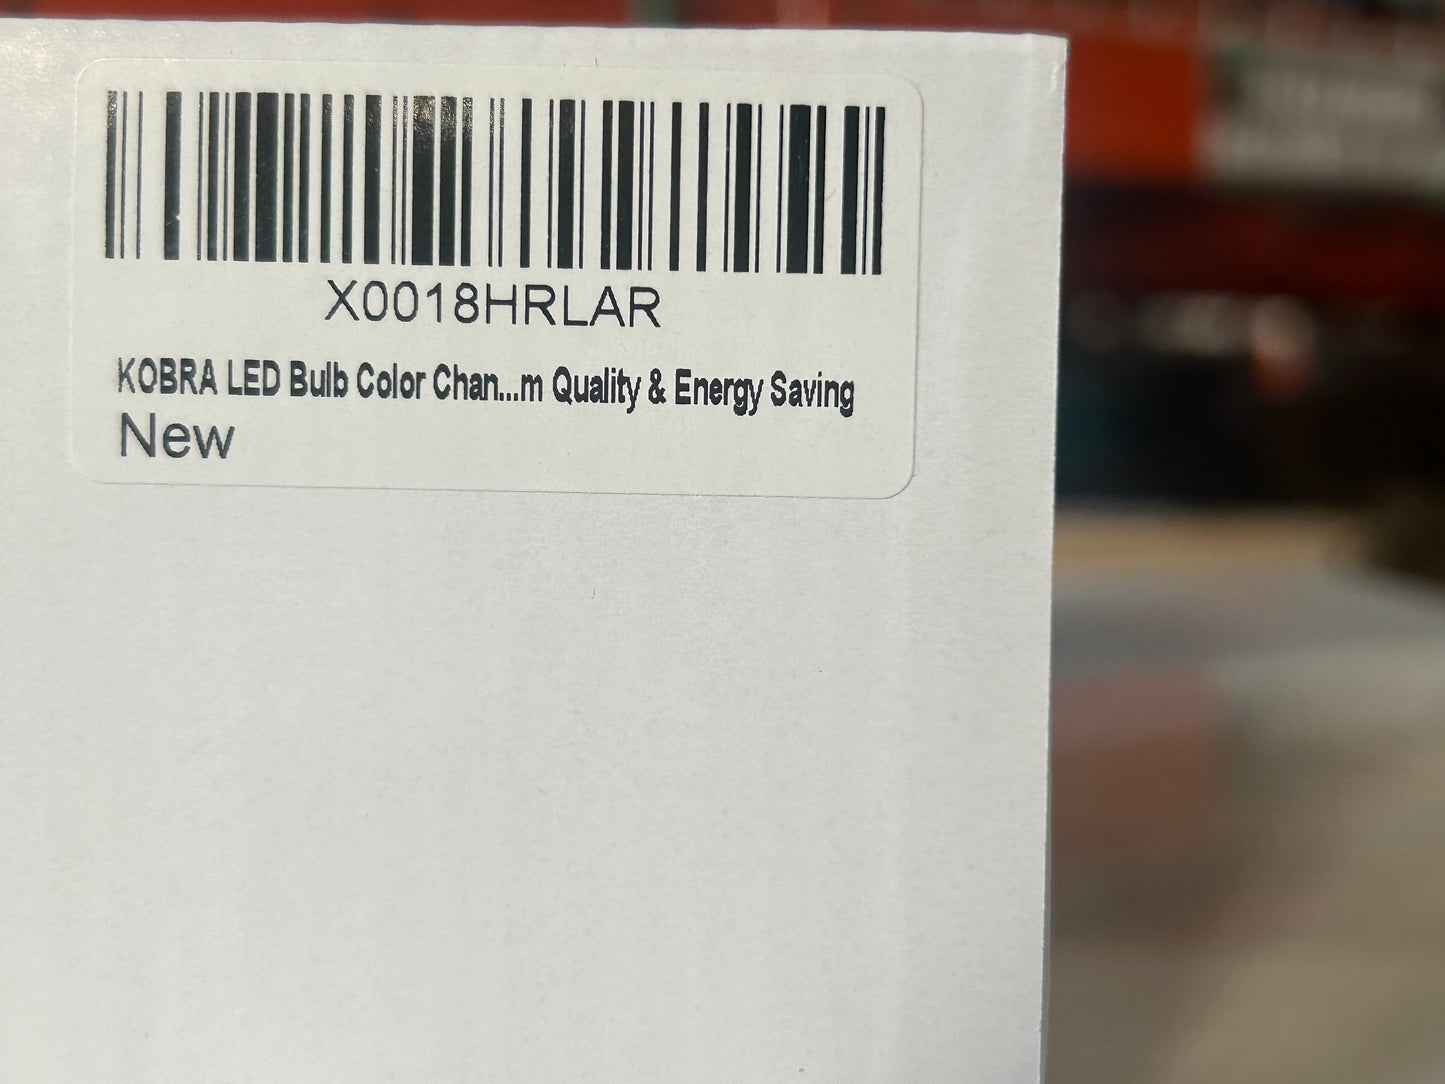 X0018HRLAR
KOBRA LED Bulb Color Chan...m Quality & Energy Saving
New